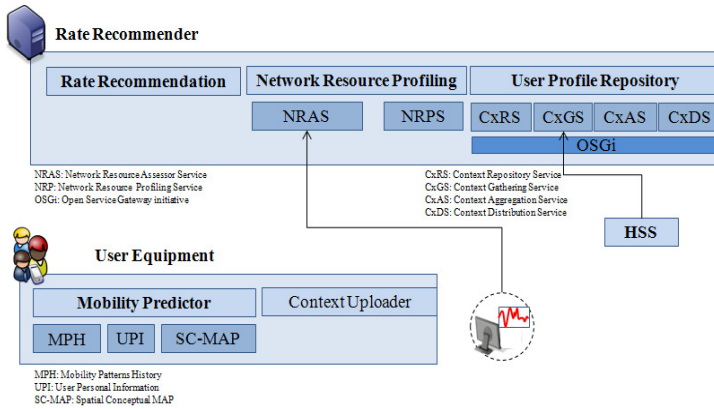 Rate Recommender
Rate Recommendation
Network Resource Profiling
User Profile Repository
NRAS
NRPS
CxRS
CxGS
CxAS
CxDS
OSGi
NRAS: Network Resource Assessor Service
NRP: Network Resource Profiling Service
OSGi: Open Service Gateway initiative
CxRS: Context Repository Service
CxGS: Context Gathering Service
CxAS: Context Aggregation Service
CxDS: Context Distribution Service
HSS
User Equipment
Mobility Predictor
Context Uploader
MPH
UPI
SC-MAP
MPH: Mobility Patterns History
UPI: User Personal Information
SC-MAP: Spatial Conceptual MAP